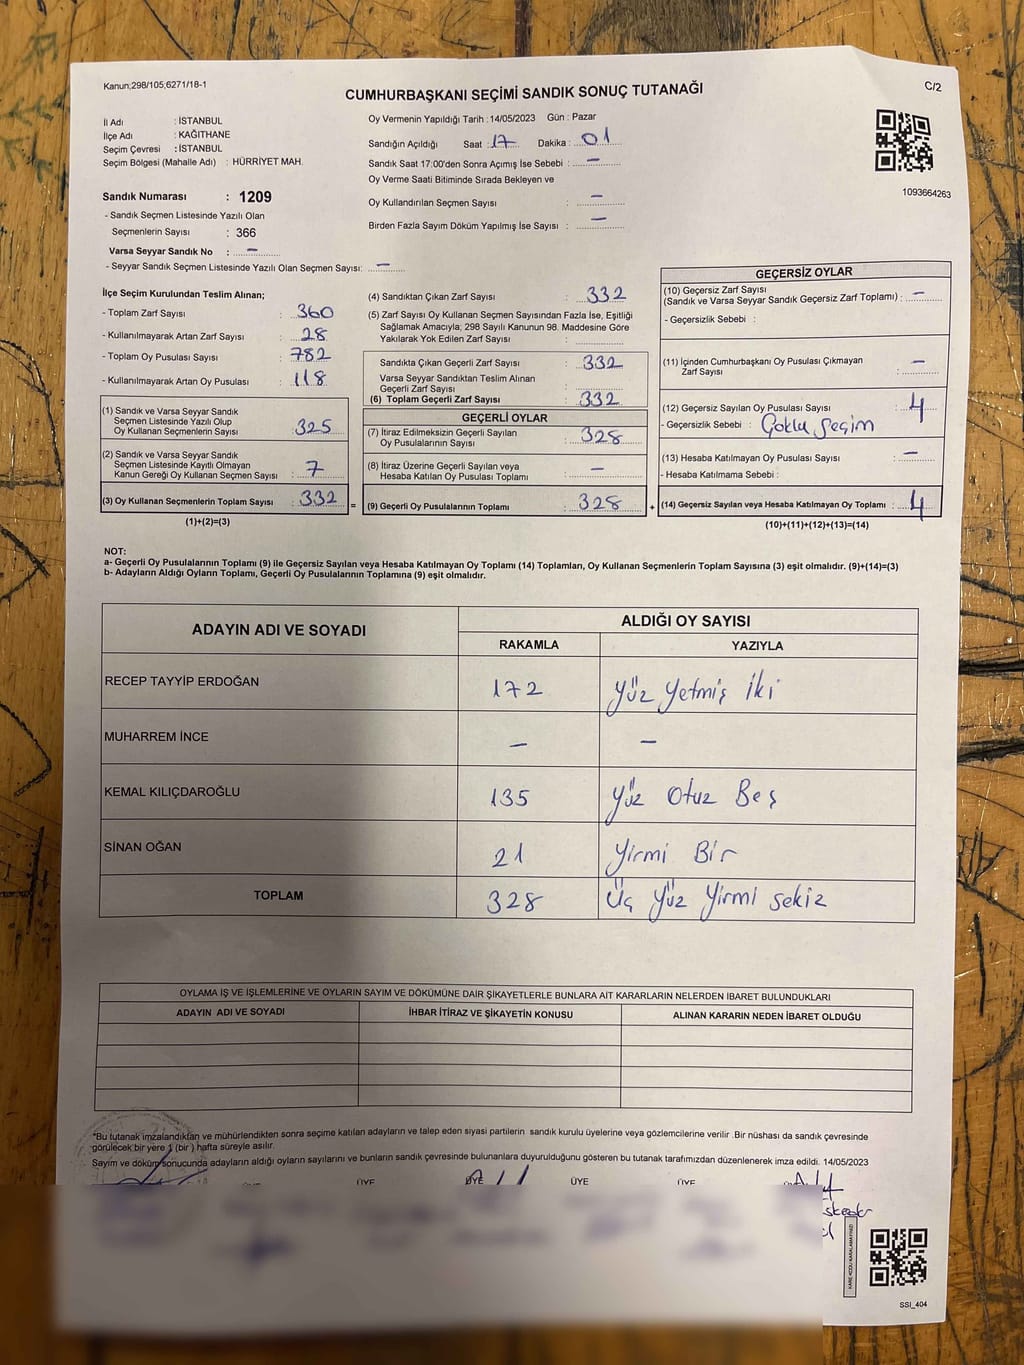 Kanun;298/105;6271/18-1
C/2
CUMHURBAŞKANI SEÇİMİ SANDIK SONUÇ TUTANAĞI
İl Adı : İSTANBUL
İlçe Adı : KAĞITHANE
Seçim Çevresi : İSTANBUL
Seçim Bölgesi (Mahalle Adı) : HÜRRİYET MAH.
Sandık Numarası : 1209
- Sandık Seçmen Listesinde Yazılı Olan
Seçmenlerin Sayısı : 366
Varsa Seyyar Sandık No : –
- Seyyar Sandık Seçmen Listesinde Yazılı Olan Seçmen Sayısı: –
Oy Vermenin Yapıldığı Tarih : 14/05/2023 Gün : Pazar
Sandığın Açıldığı Saat : 17 Dakika : 01
Sandık Saat 17:00'den Sonra Açımış İse Sebebi : –
Oy Verme Saati Bitiminde Sırada Bekleyen ve
Oy Kullandırılan Seçmen Sayısı : –
Birden Fazla Sayım Döküm Yapılmış İse Sayısı : –
1093664263
İlçe Seçim Kurulundan Teslim Alınan;
- Toplam Zarf Sayısı : 360
- Kullanılmayarak Artan Zarf Sayısı : 28
- Toplam Oy Pusulası Sayısı : 782
- Kullanılmayarak Artan Oy Pusulası : 118
(1) Sandık ve Varsa Seyyar Sandık
Seçmen Listesinde Yazılı Olup
Oy Kullanan Seçmenlerin Sayısı : 325
(2) Sandık ve Varsa Seyyar Sandık
Seçmen Listesinde Kayıtlı Olmayan
Kanun Gereği Oy Kullanan Seçmen Sayısı : 7
(3) Oy Kullanan Seçmenlerin Toplam Sayısı : 332
(1)+(2)=(3)
=
(4) Sandıktan Çıkan Zarf Sayısı : 332
(5) Zarf Sayısı Oy Kullanan Seçmen Sayısından Fazla İse, Eşitliği
Sağlamak Amacıyla; 298 Sayılı Kanunun 98. Maddesine Göre
Yakılarak Yok Edilen Zarf Sayısı :
Sandıkta Çıkan Geçerli Zarf Sayısı : 332
Varsa Seyyar Sandıktan Teslim Alınan
Geçerli Zarf Sayısı :
(6) Toplam Geçerli Zarf Sayısı : 332
GEÇERLİ OYLAR
(7) İtiraz Edilmeksizin Geçerli Sayılan
Oy Pusulalarının Sayısı : 328
(8) İtiraz Üzerine Geçerli Sayılan veya
Hesaba Katılan Oy Pusulası Toplamı : –
(9) Geçerli Oy Pusulalarının Toplamı : 328
+
GEÇERSİZ OYLAR
(10) Geçersiz Zarf Sayısı
(Sandık ve Varsa Seyyar Sandık Geçersiz Zarf Toplamı) : –
- Geçersizlik Sebebi :
(11) İçinden Cumhurbaşkanı Oy Pusulası Çıkmayan
Zarf Sayısı : –
(12) Geçersiz Sayılan Oy Pusulası Sayısı : 4
- Geçersizlik Sebebi : Çoklu Seçim
(13) Hesaba Katılmayan Oy Pusulası Sayısı : –
- Hesaba Katılmama Sebebi :
(14) Geçersiz Sayılan veya Hesaba Katılmayan Oy Toplamı : 4
(10)+(11)+(12)+(13)=(14)
NOT:
a- Geçerli Oy Pusulalarının Toplamı (9) ile Geçersiz Sayılan veya Hesaba Katılmayan Oy Toplamı (14) Toplamları, Oy Kullanan Seçmenlerin Toplam Sayısına (3) eşit olmalıdır. (9)+(14)=(3)
b- Adayların Aldığı Oyların Toplamı, Geçerli Oy Pusulalarının Toplamına (9) eşit olmalıdır.
ADAYIN ADI VE SOYADI
ALDIĞI OY SAYISI
RAKAMLA YAZIYLA
RECEP TAYYİP ERDOĞAN 172 Yüz Yetmiş İki
MUHARREM İNCE – –
KEMAL KILIÇDAROĞLU 135 Yüz Otuz Beş
SİNAN OĞAN 21 Yirmi Bir
TOPLAM 328 Üç Yüz Yirmi Sekiz
OYLAMA İŞ VE İŞLEMLERİNE VE OYLARIN SAYIM VE DÖKÜMÜNE DAİR ŞİKAYETLERLE BUNLARA AİT KARARLARIN NELERDEN İBARET BULUNDUKLARI
ADAYIN ADI VE SOYADI İHBAR İTİRAZ VE ŞİKAYETİN KONUSU ALINAN KARARIN NEDEN İBARET OLDUĞU
*Bu tutanak imzalandıktan ve mühürlendikten sonra seçime katılan adayların ve talep eden siyasi partilerin sandık kurulu üyelerine veya gözlemcilerine verilir .Bir nüshası da sandık çevresinde
görülecek bir yere 1 (bir ) hafta süreyle asılır.
Sayım ve döküm sonucunda adayların aldığı oyların sayılarını ve bunların sandık çevresinde bulunanlara duyurulduğunu gösteren bu tutanak tarafımızdan düzenlenerek imza edildi. 14/05/2023
ÜYE ÜYE ÜYE ÜYE ÜYE
KARE KODU KARALAMAYINIZ!
SSI_404